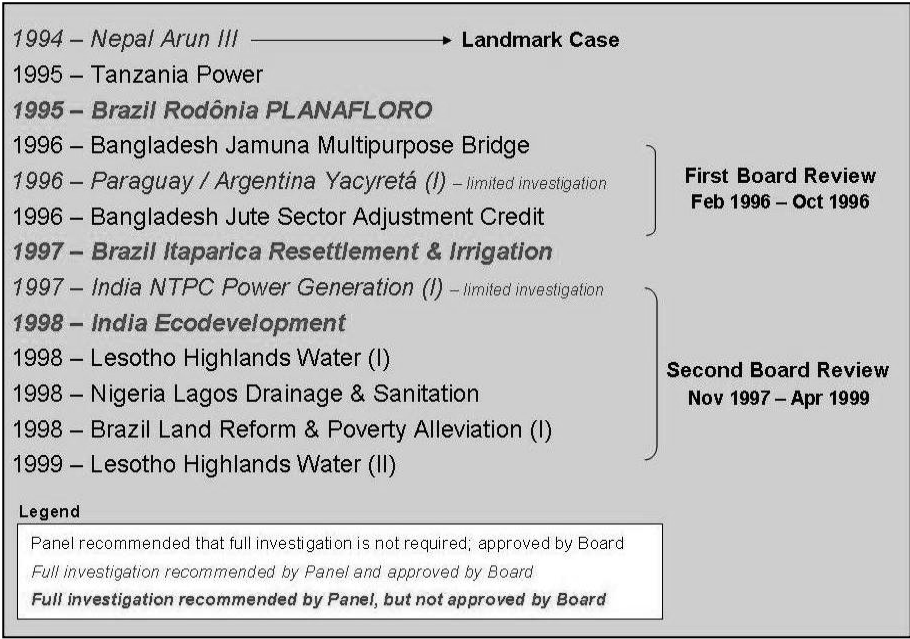 1994 – Nepal Arun III
Landmark Case
1995 – Tanzania Power
1995 – Brazil Rodônia PLANAFLORO
1996 – Bangladesh Jamuna Multipurpose Bridge
1996 – Paraguay / Argentina Yacyretá (I) – limited investigation
1996 – Bangladesh Jute Sector Adjustment Credit
First Board Review
Feb 1996 – Oct 1996
1997 – Brazil Itaparica Resettlement & Irrigation
1997 – India NTPC Power Generation (I) – limited investigation
1998 – India Ecodevelopment
1998 – Lesotho Highlands Water (I)
1998 – Nigeria Lagos Drainage & Sanitation
1998 – Brazil Land Reform & Poverty Alleviation (I)
1999 – Lesotho Highlands Water (II)
Second Board Review
Nov 1997 – Apr 1999
Legend
Panel recommended that full investigation is not required; approved by Board
Full investigation recommended by Panel and approved by Board
Full investigation recommended by Panel, but not approved by Board